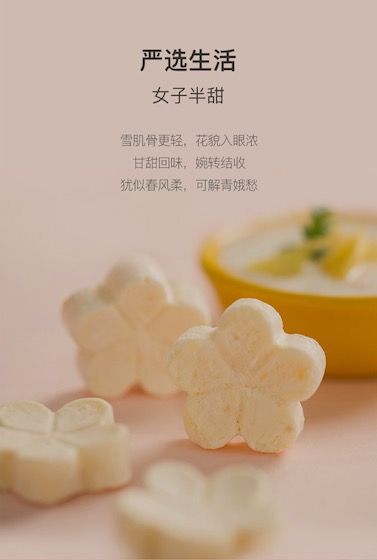 严选生活
女子半甜
雪肌骨更轻，花貌入眼浓
甘甜回味，婉转结收
犹似春风柔，可解青娥愁